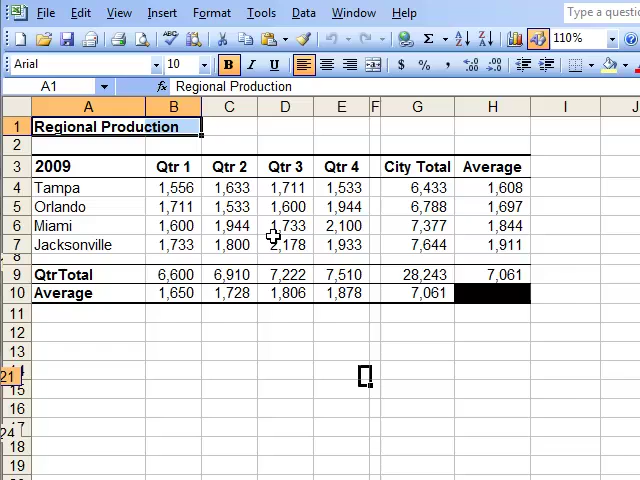 File Edit View Insert Format Tools Data Window Help Type a questio
Σ A Z Z A 110%
Arial 10 B I U $ % ,
A1 fx Regional Production
A B C D E F G H I J
1 Regional Production
2
3 2009 Qtr 1 Qtr 2 Qtr 3 Qtr 4 City Total Average
4 Tampa 1,556 1,633 1,711 1,533 6,433 1,608
5 Orlando 1,711 1,533 1,600 1,944 6,788 1,697
6 Miami 1,600 1,944 1,733 2,100 7,377 1,844
7 Jacksonville 1,733 1,800 2,178 1,933 7,644 1,911
8
9 QtrTotal 6,600 6,910 7,222 7,510 28,243 7,061
10 Average 1,650 1,728 1,806 1,878 7,061
11
12
13
21
15
16
24
18
19